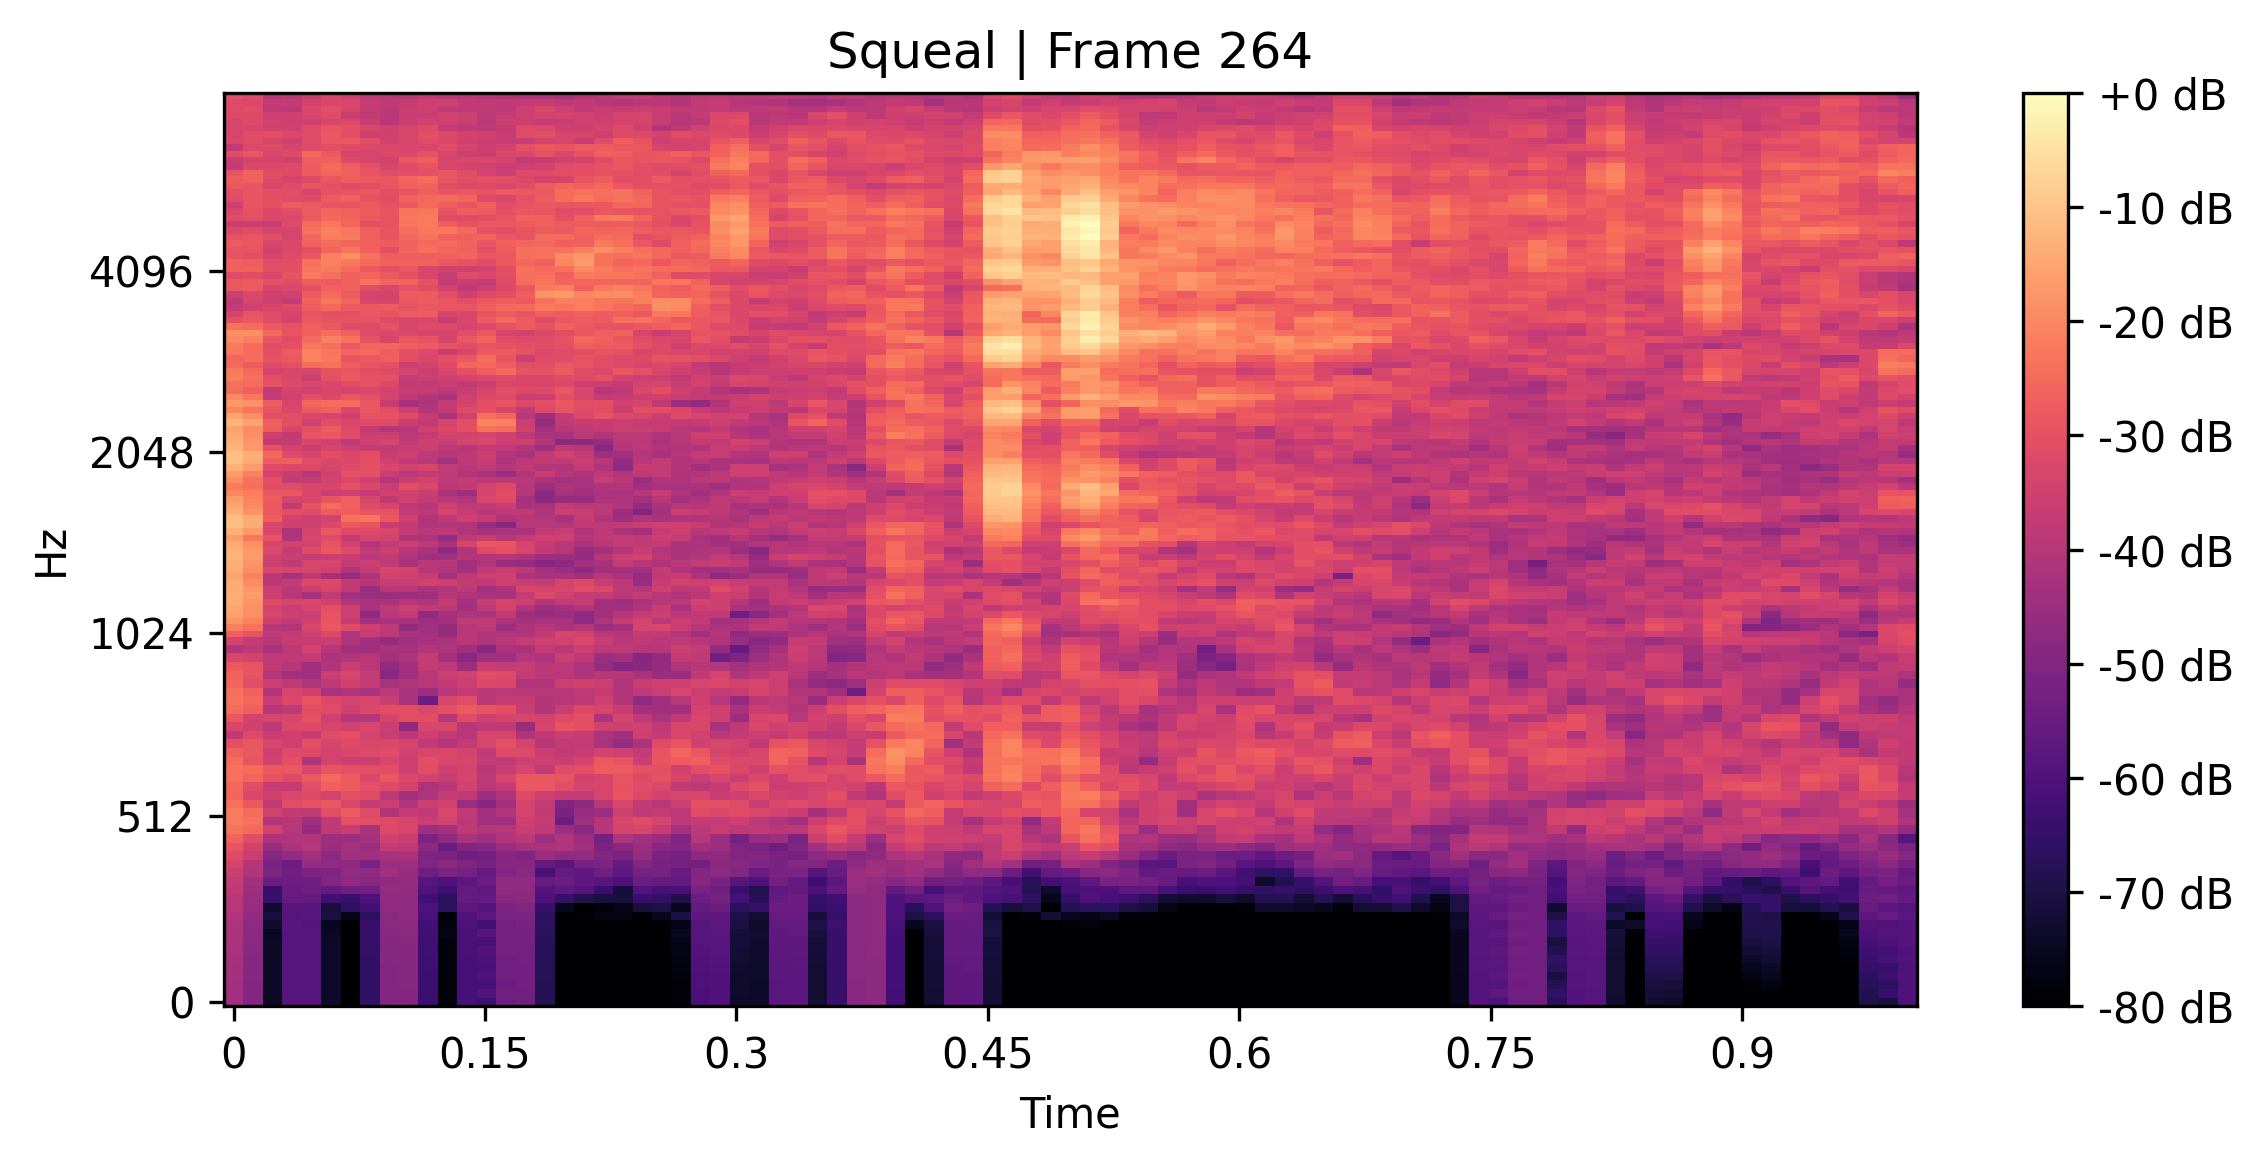 Squeal | Frame 264
+0 dB
-10 dB
-20 dB
-30 dB
-40 dB
-50 dB
-60 dB
-70 dB
-80 dB
4096
2048
1024
512
0
Hz
0 0.15 0.3 0.45 0.6 0.75 0.9
Time